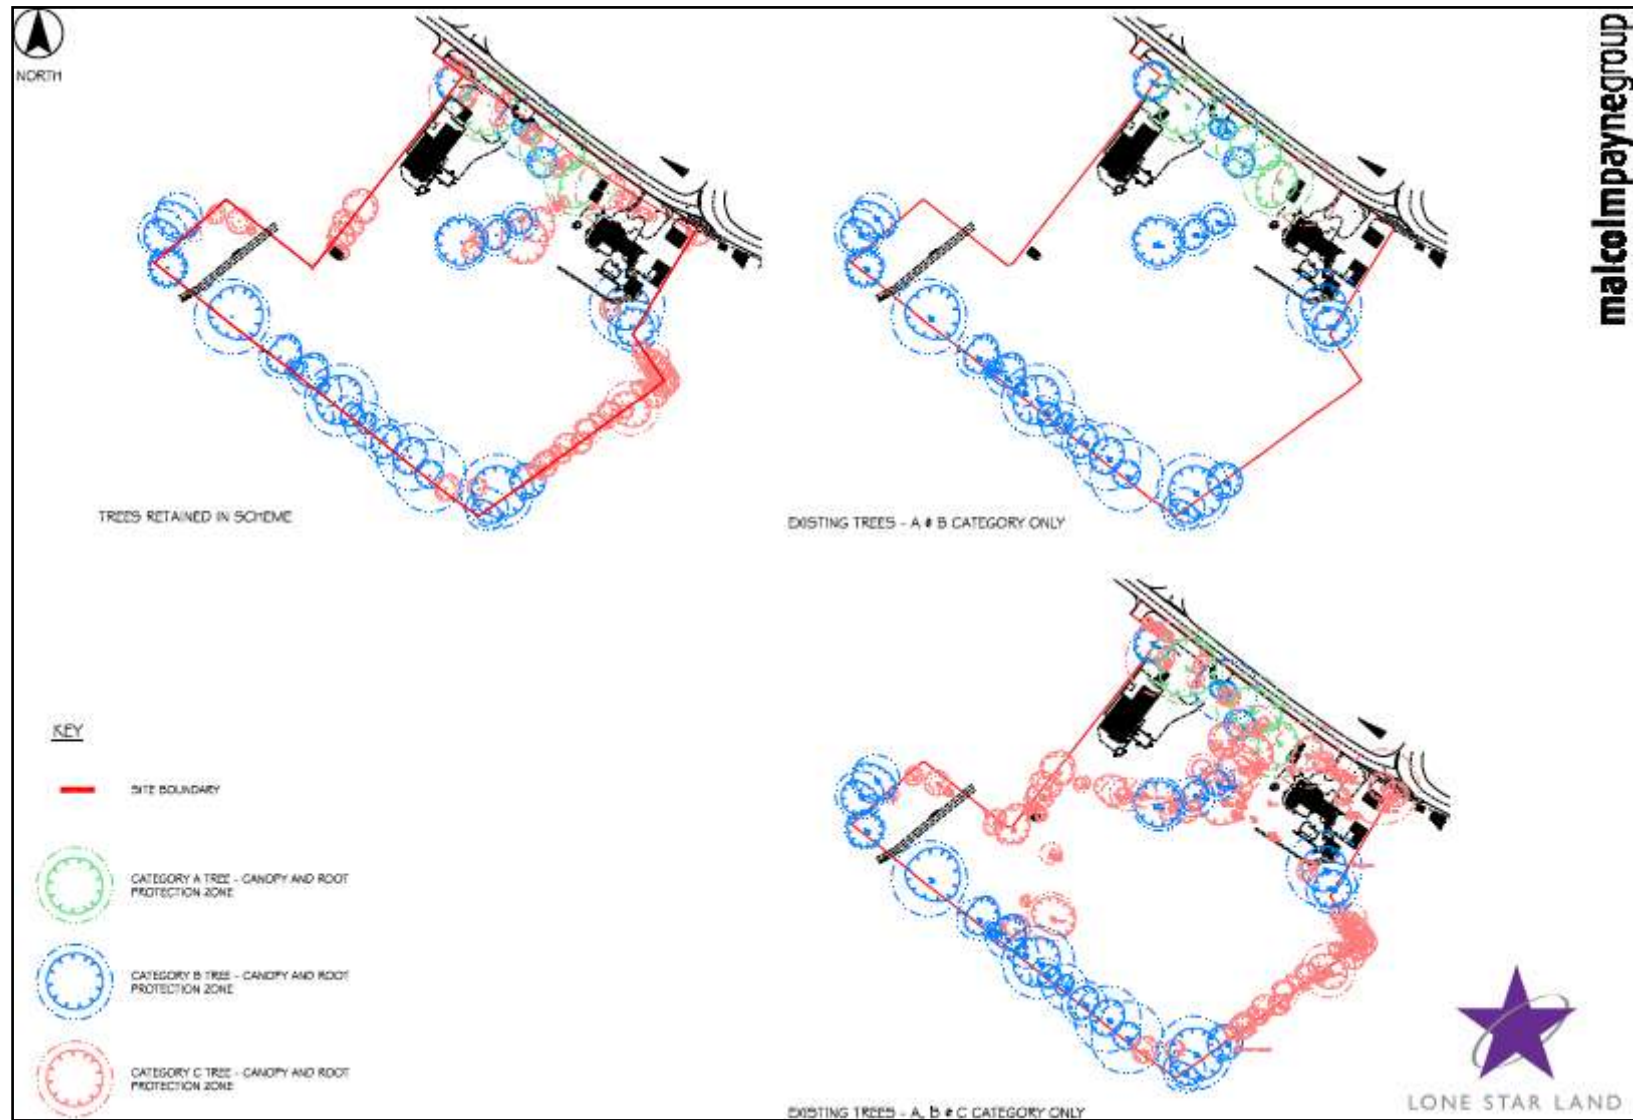 NORTH
malcolmpaynegroup
TREES RETAINED IN SCHEME
EXISTING TREES - A & B CATEGORY ONLY
KEY
SITE BOUNDARY
CATEGORY A TREE - CANOPY AND ROOT
PROTECTION ZONE
CATEGORY B TREE - CANOPY AND ROOT
PROTECTION ZONE
CATEGORY C TREE - CANOPY AND ROOT
PROTECTION ZONE
EXISTING TREES - A, B & C CATEGORY ONLY
LONE STAR LAND